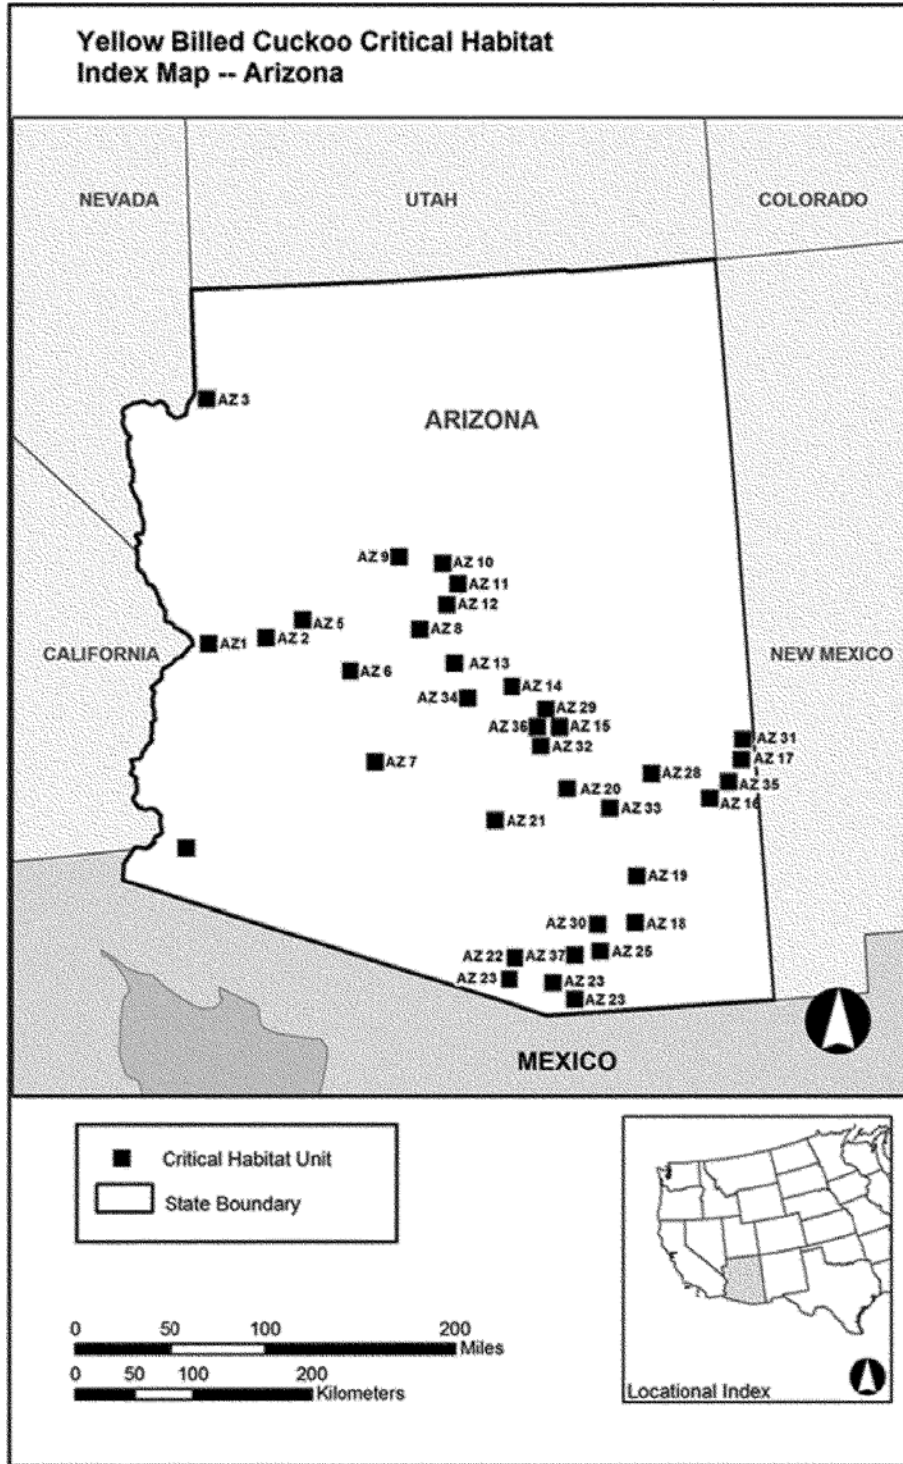 Yellow Billed Cuckoo Critical Habitat
Index Map -- Arizona
NEVADA
UTAH
COLORADO
AZ 3
ARIZONA
AZ 9
AZ 10
AZ 11
AZ 12
AZ 5
AZ 8
AZ 2
AZ1
CALIFORNIA
NEW MEXICO
AZ 13
AZ 6
AZ 14
AZ 34
AZ 29
AZ 36
AZ 15
AZ 32
AZ 31
AZ 17
AZ 7
AZ 28
AZ 35
AZ 20
AZ 16
AZ 33
AZ 21
AZ 19
AZ 30
AZ 18
AZ 25
AZ 22
AZ 37
AZ 23
AZ 23
AZ 23
MEXICO
Critical Habitat Unit
State Boundary
0 50 100 200
Miles
0 50 100 200
Kilometers
Locational Index